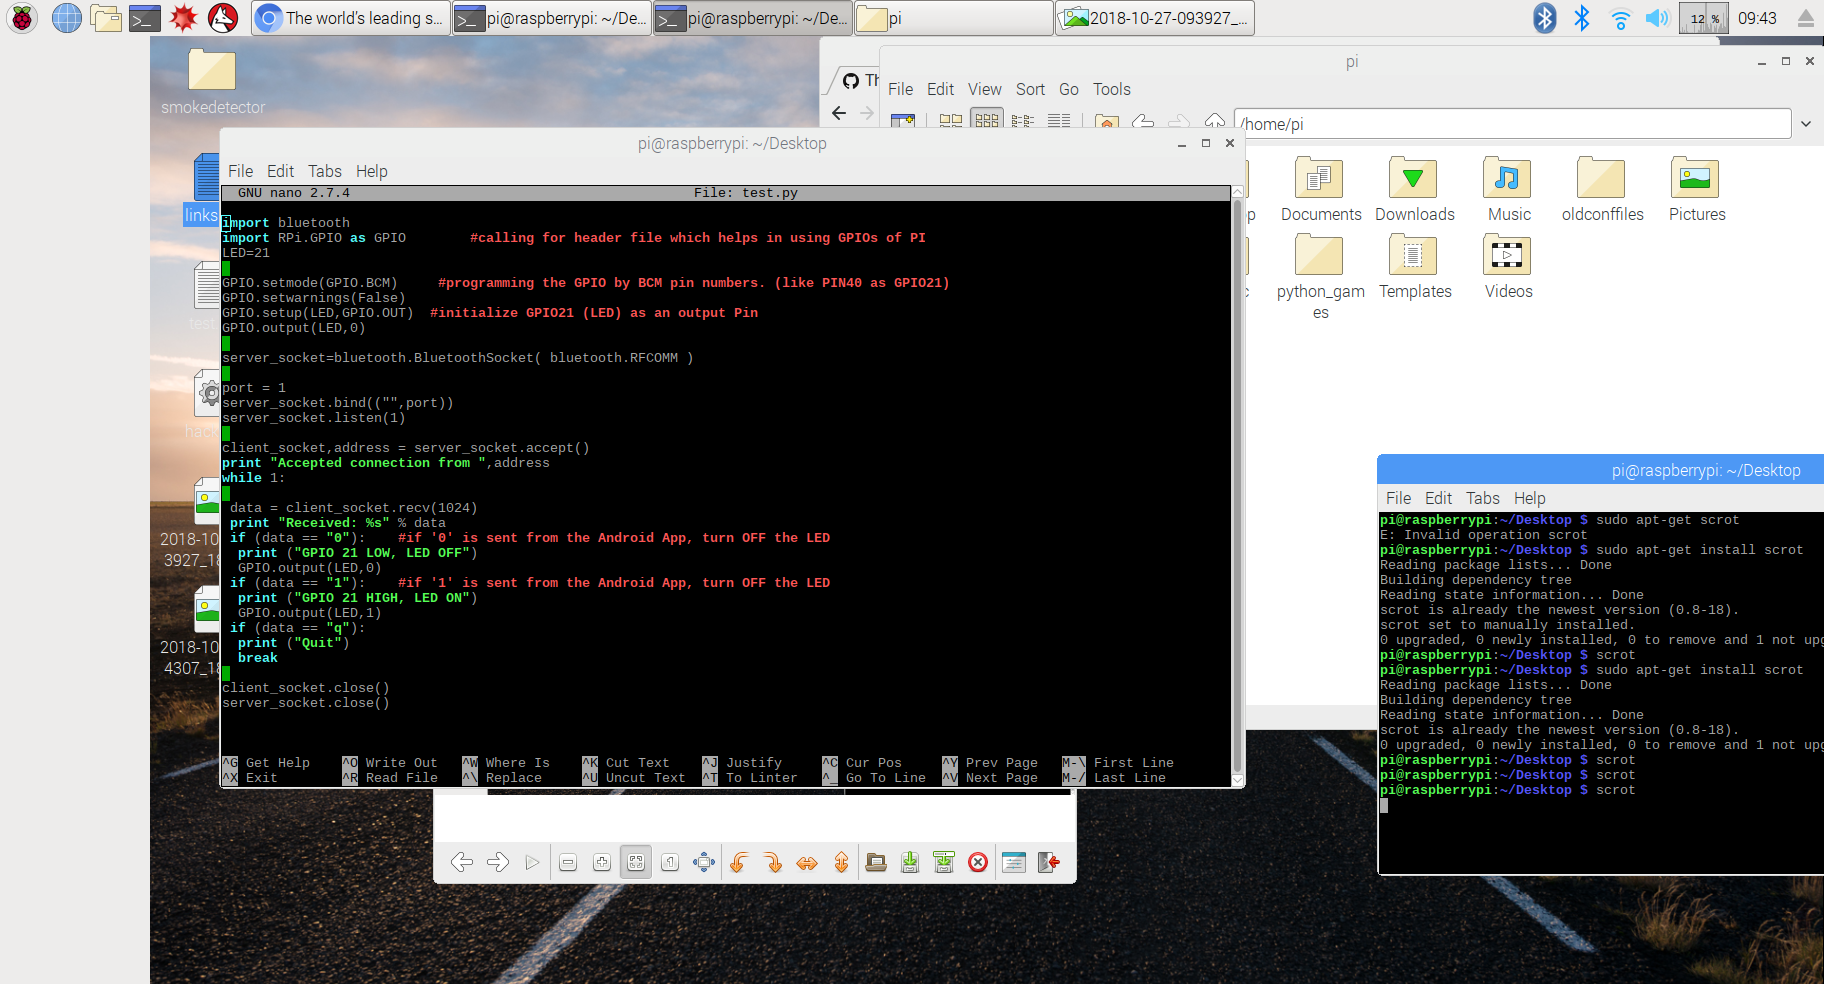 The world's leading s...
pi@raspberrypi: ~/De...
pi@raspberrypi: ~/De...
pi
2018-10-27-093927_...
12 %
09:43
smokedetector
links
2018-10
3927_18
2018-10
4307_18
Th
pi
File Edit View Sort Go Tools
/home/pi
Documents Downloads Music oldconffiles Pictures
python_gam
es
Templates Videos
pi@raspberrypi: ~/Desktop
File Edit Tabs Help
GNU nano 2.7.4 File: test.py
import bluetooth
import RPi.GPIO as GPIO #calling for header file which helps in using GPIOs of PI
LED=21
GPIO.setmode(GPIO.BCM) #programming the GPIO by BCM pin numbers. (like PIN40 as GPIO21)
GPIO.setwarnings(False)
GPIO.setup(LED,GPIO.OUT) #initialize GPIO21 (LED) as an output Pin
GPIO.output(LED,0)
server_socket=bluetooth.BluetoothSocket( bluetooth.RFCOMM )
port = 1
server_socket.bind(("",port))
server_socket.listen(1)
client_socket,address = server_socket.accept()
print "Accepted connection from ",address
while 1:
data = client_socket.recv(1024)
print "Received: %s" % data
if (data == "0"): #if '0' is sent from the Android App, turn OFF the LED
print ("GPIO 21 LOW, LED OFF")
GPIO.output(LED,0)
if (data == "1"): #if '1' is sent from the Android App, turn OFF the LED
print ("GPIO 21 HIGH, LED ON")
GPIO.output(LED,1)
if (data == "q"):
print ("Quit")
break
client_socket.close()
server_socket.close()
^G Get Help ^O Write Out ^W Where Is ^K Cut Text ^J Justify ^C Cur Pos ^Y Prev Page M-\ First Line
^X Exit ^R Read File ^\ Replace ^U Uncut Text ^T To Linter ^_ Go To Line ^V Next Page M-/ Last Line
pi@raspberrypi: ~/Desktop
File Edit Tabs Help
pi@raspberrypi:~/Desktop $ sudo apt-get scrot
E: Invalid operation scrot
pi@raspberrypi:~/Desktop $ sudo apt-get install scrot
Reading package lists... Done
Building dependency tree
Reading state information... Done
scrot is already the newest version (0.8-18).
scrot set to manually installed.
0 upgraded, 0 newly installed, 0 to remove and 1 not upg
pi@raspberrypi:~/Desktop $ scrot
pi@raspberrypi:~/Desktop $ sudo apt-get install scrot
Reading package lists... Done
Building dependency tree
Reading state information... Done
scrot is already the newest version (0.8-18).
0 upgraded, 0 newly installed, 0 to remove and 1 not upg
pi@raspberrypi:~/Desktop $ scrot
pi@raspberrypi:~/Desktop $ scrot
pi@raspberrypi:~/Desktop $ scrot